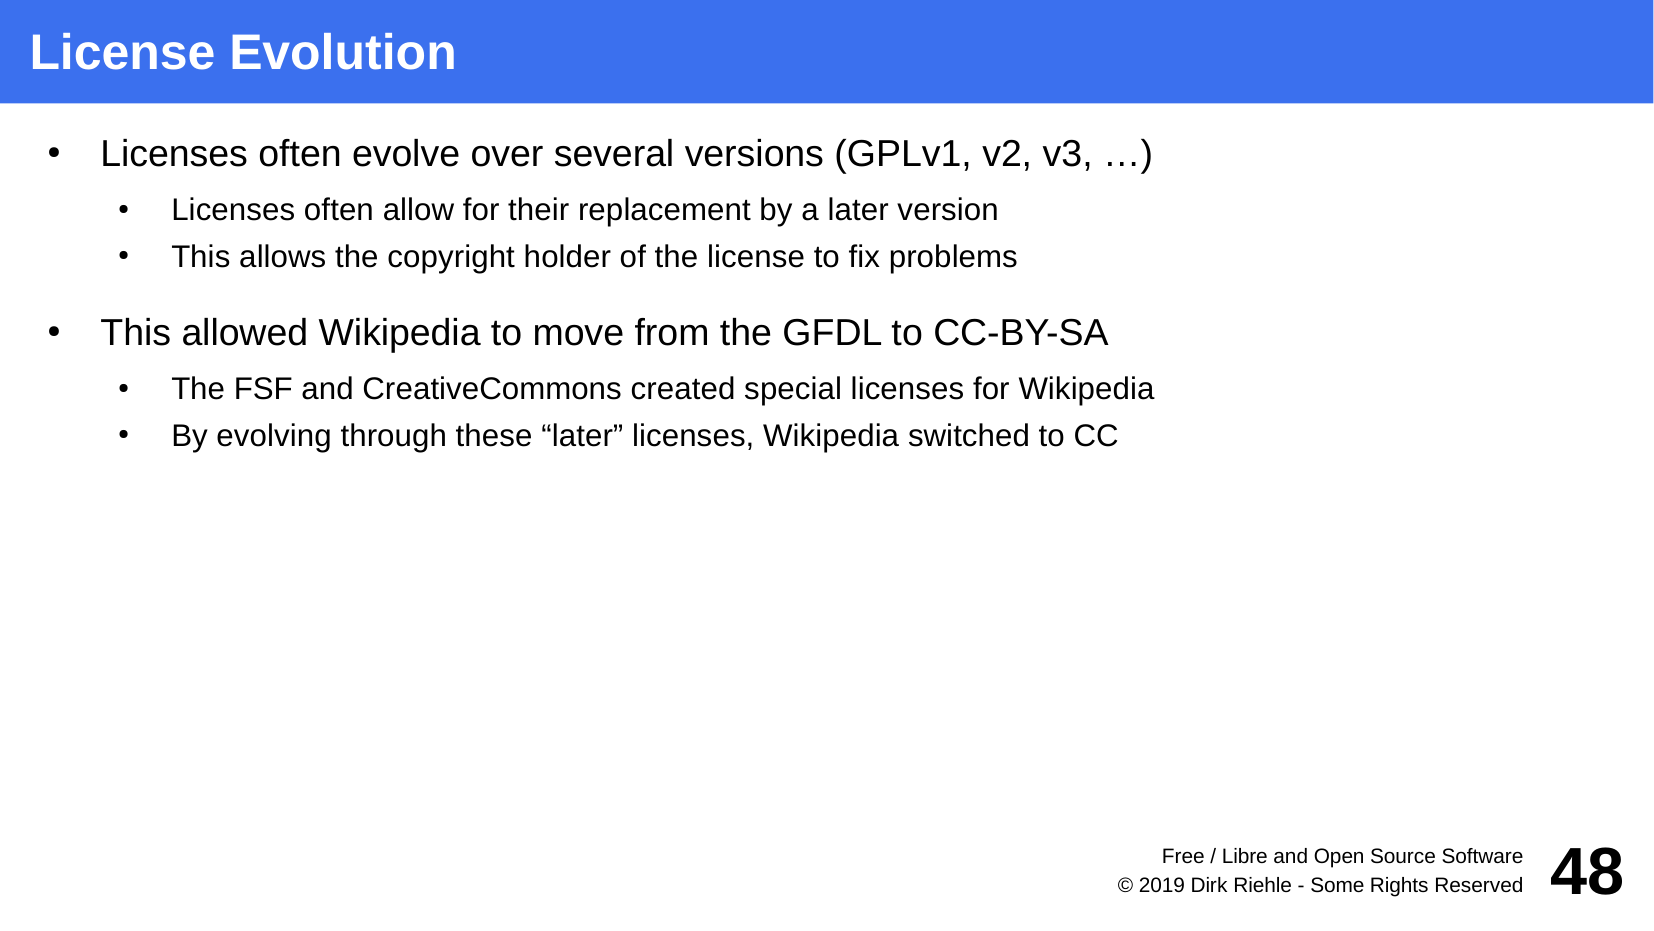 License Evolution
• Licenses often evolve over several versions (GPLv1, v2, v3, …)
• Licenses often allow for their replacement by a later version
• This allows the copyright holder of the license to fix problems
• This allowed Wikipedia to move from the GFDL to CC-BY-SA
• The FSF and CreativeCommons created special licenses for Wikipedia
• By evolving through these “later” licenses, Wikipedia switched to CC
Free / Libre and Open Source Software
© 2019 Dirk Riehle - Some Rights Reserved
48